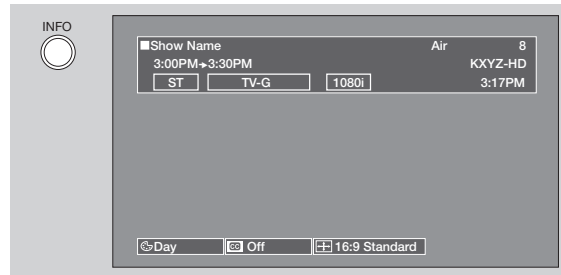 INFO
■Show Name Air 8
3:00PM→3:30PM KXYZ-HD
ST TV-G 1080i 3:17PM
Day CC Off 16:9 Standard